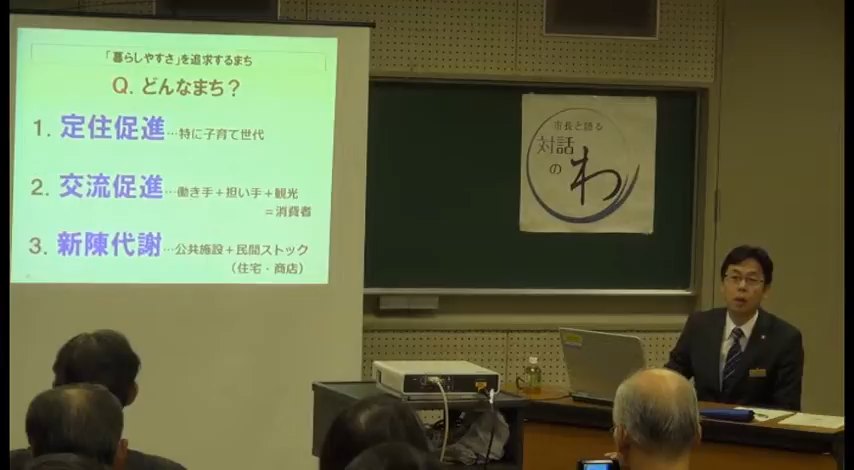 「暮らしやすさ」を追求するまち
Q. どんなまち？
1. 定住促進…特に子育て世代
2. 交流促進…働き手＋担い手＋観光
＝消費者
3. 新陳代謝…公共施設＋民間ストック
（住宅・商店）
市長と語る
対話
の
わ